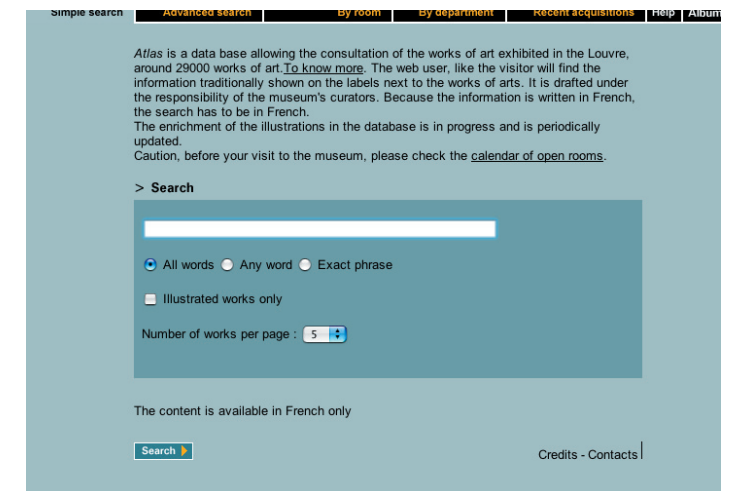 Simple search Advanced search By room By department Recent acquisitions Help Album
Atlas is a data base allowing the consultation of the works of art exhibited in the Louvre,
around 29000 works of art.To know more. The web user, like the visitor will find the
information traditionally shown on the labels next to the works of arts. It is drafted under
the responsibility of the museum's curators. Because the information is written in French,
the search has to be in French.
The enrichment of the illustrations in the database is in progress and is periodically
updated.
Caution, before your visit to the museum, please check the calendar of open rooms.
> Search
All words Any word Exact phrase
Illustrated works only
Number of works per page : 5
The content is available in French only
Search
Credits - Contacts